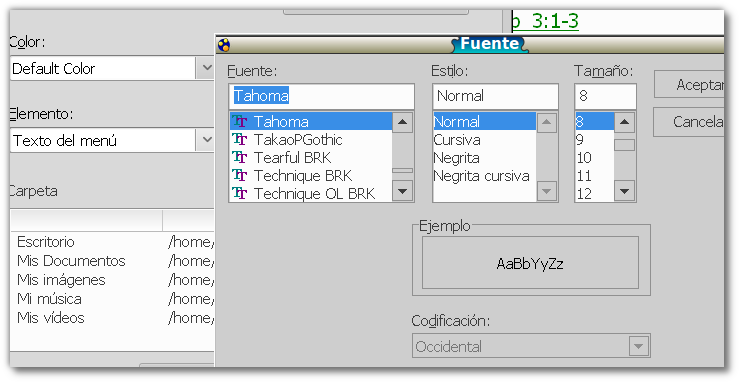 Color:
Default Color
Elemento:
Texto del menú
Carpeta
Escritorio /home/
Mis Documentos /home/
Mis imágenes /home/
Mi música /home/
Mis vídeos /home/
3:1-3
Fuente
Fuente:
Tahoma
Tahoma
TakaoPGothic
Tearful BRK
Technique BRK
Technique OL BRK
Estilo:
Normal
Normal
Cursiva
Negrita
Negrita cursiva
Tamaño:
8
8
9
10
11
12
Aceptar
Cancela
Ejemplo
AaBbYyZz
Codificación:
Occidental